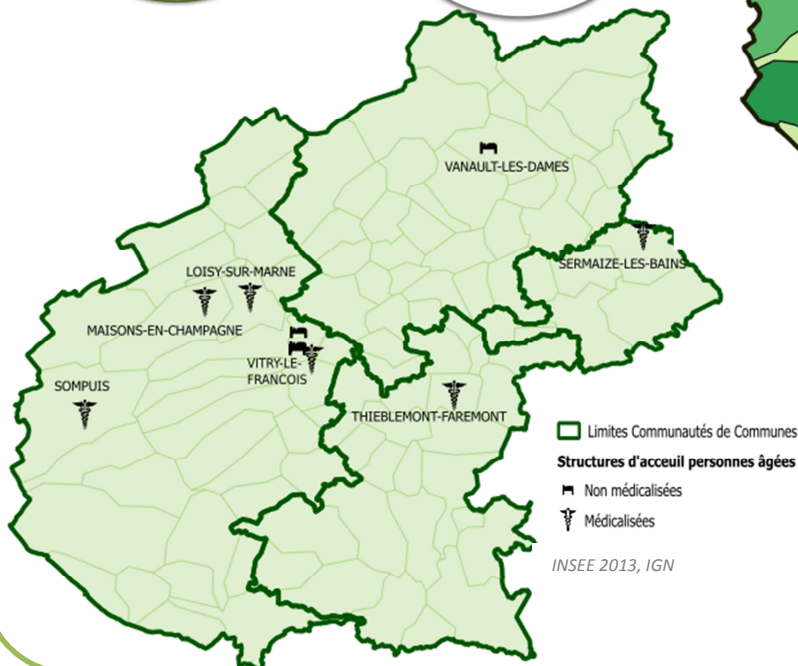 VANAULT-LES-DAMES
SERMAIZE-LES-BAINS
LOISY-SUR-MARNE
MAISONS-EN-CHAMPAGNE
VITRY-LE-
FRANCOIS
SOMPUIS
THIEBLEMONT-FAREMONT
Limites Communautés de Communes
Structures d'acceuil personnes âgées
Non médicalisées
Médicalisées
INSEE 2013, IGN